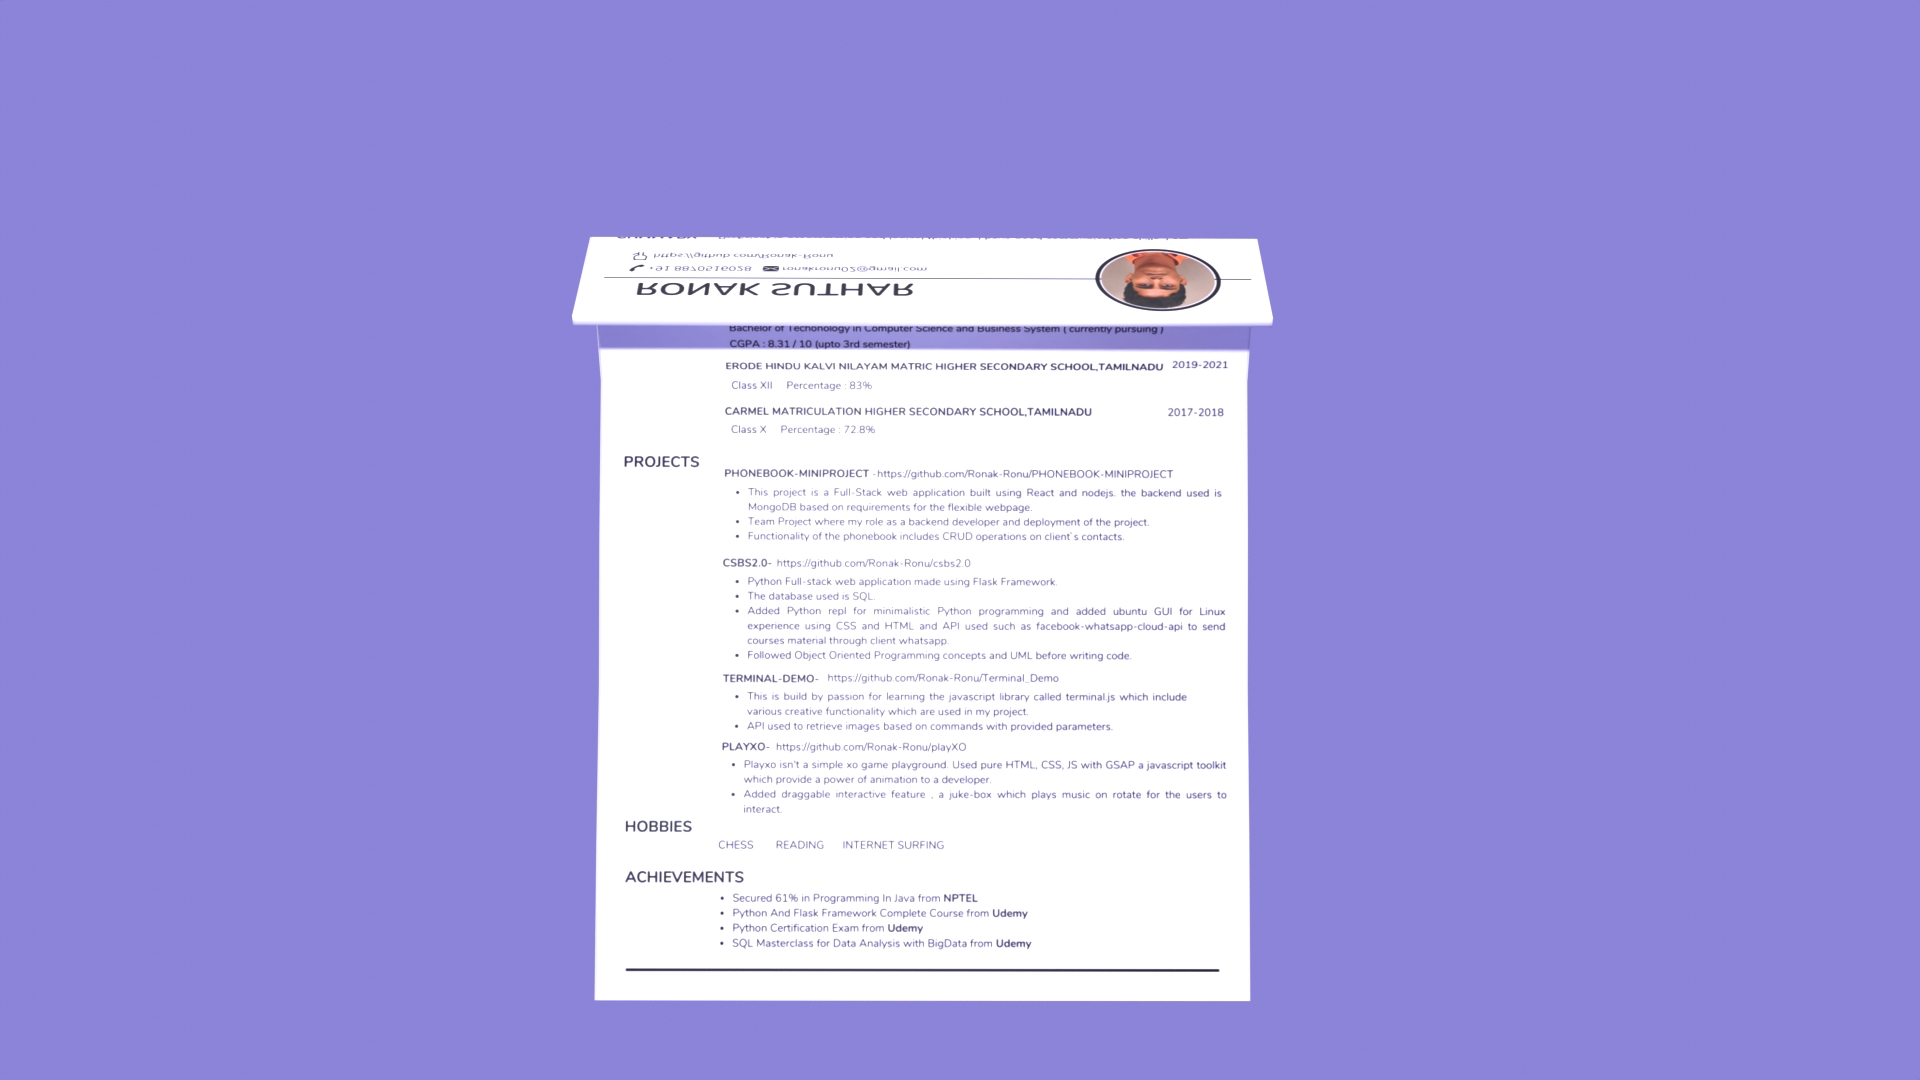 https://github.com/Ronak-Ronu
+91 8870516028 ronakronu02@gmail.com
RONAK SUTHAR
Bachelor of Techonology in Computer Science and Business System ( currently pursuing )
CGPA : 8.31 / 10 (upto 3rd semester)
ERODE HINDU KALVI NILAYAM MATRIC HIGHER SECONDARY SCHOOL,TAMILNADU 2019-2021
Class XII Percentage : 83%
CARMEL MATRICULATION HIGHER SECONDARY SCHOOL,TAMILNADU 2017-2018
Class X Percentage : 72.8%
PROJECTS
PHONEBOOK-MINIPROJECT -https://github.com/Ronak-Ronu/PHONEBOOK-MINIPROJECT
• This project is a Full-Stack web application built using React and nodejs. the backend used is
MongoDB based on requirements for the flexible webpage.
• Team Project where my role as a backend developer and deployment of the project.
• Functionality of the phonebook includes CRUD operations on client's contacts.
CSBS2.0- https://github.com/Ronak-Ronu/csbs2.0
• Python Full-stack web application made using Flask Framework.
• The database used is SQL.
• Added Python repl for minimalistic Python programming and added ubuntu GUI for Linux
experience using CSS and HTML and API used such as facebook-whatsapp-cloud-api to send
courses material through client whatsapp.
• Followed Object Oriented Programming concepts and UML before writing code.
TERMINAL-DEMO- https://github.com/Ronak-Ronu/Terminal_Demo
• This is build by passion for learning the javascript library called terminal.js which include
various creative functionality which are used in my project.
• API used to retrieve images based on commands with provided parameters.
PLAYXO- https://github.com/Ronak-Ronu/playXO
• Playxo isn't a simple xo game playground. Used pure HTML, CSS, JS with GSAP a javascript toolkit
which provide a power of animation to a developer.
• Added draggable interactive feature , a juke-box which plays music on rotate for the users to
interact.
HOBBIES
CHESS READING INTERNET SURFING
ACHIEVEMENTS
• Secured 61% in Programming In Java from NPTEL
• Python And Flask Framework Complete Course from Udemy
• Python Certification Exam from Udemy
• SQL Masterclass for Data Analysis with BigData from Udemy